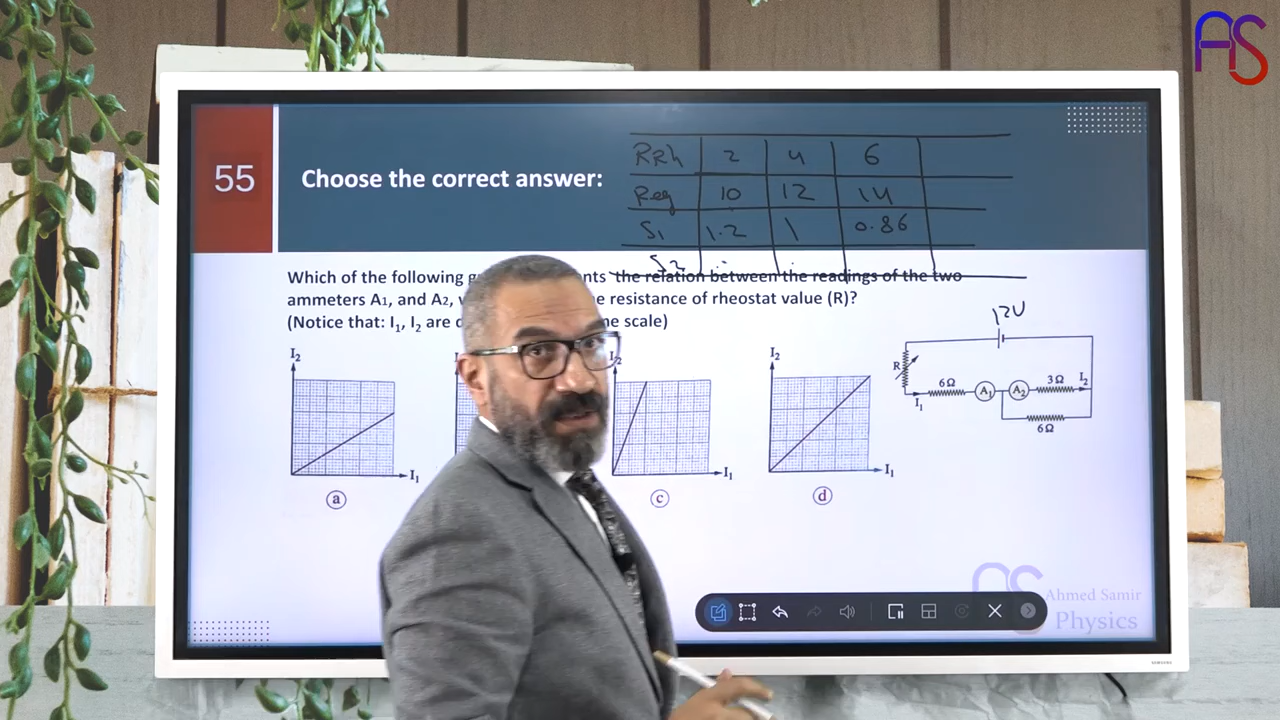 AS
55
Choose the correct answer:
RRh 2 4 6
Req 10 12 14
S1 1.2 1 0.86
Which of the following the relation between the readings of the two
ammeters A1, and A2, resistance of rheostat value (R)?
(Notice that: I1, I2 are scale)
12V
R
6Ω
A1
A2
3Ω
I2
I1
6Ω
I2
I2
I2
I1
I1
I1
a
c
d
AS
Ahmed Samir
Physics
SAMSUNG